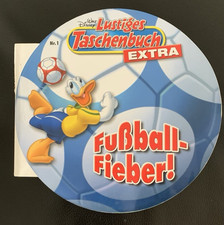 Walt Disney
Lustiges
Nr. 1
Taschenbuch
EXTRA
Fußball-
Fieber!